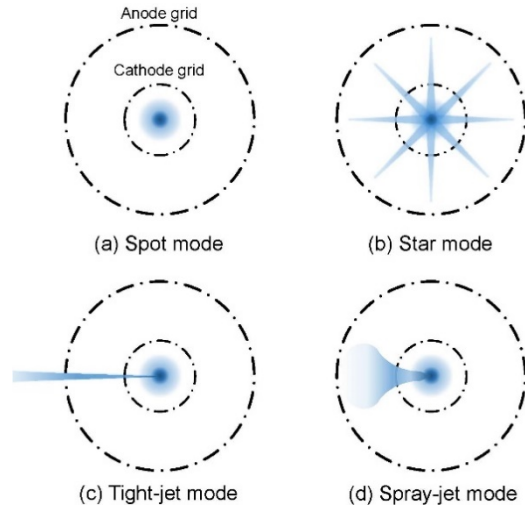 Anode grid
Cathode grid
(a) Spot mode
(b) Star mode
(c) Tight-jet mode
(d) Spray-jet mode